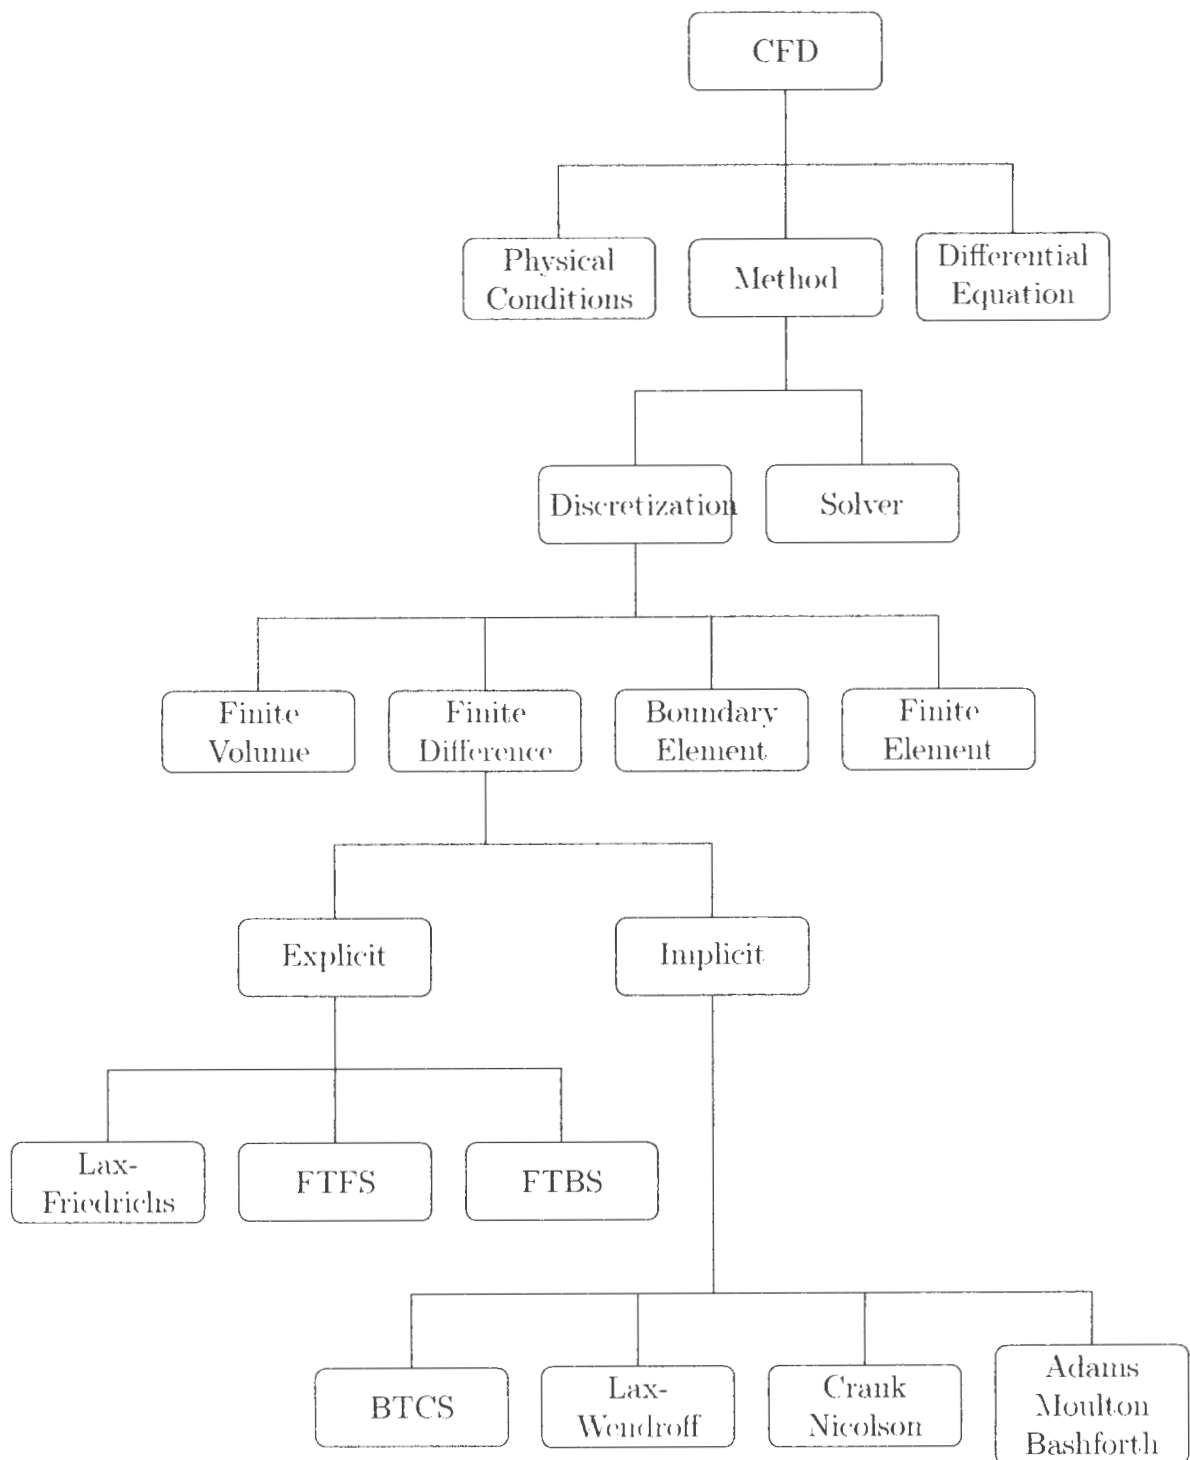 CFD
Physical
Conditions
Method
Differential
Equation
Discretization
Solver
Finite
Volume
Finite
Difference
Boundary
Element
Finite
Element
Explicit
Implicit
Lax-
Friedrichs
FTFS
FTBS
BTCS
Lax-
Wendroff
Crank
Nicolson
Adams
Moulton
Bashforth